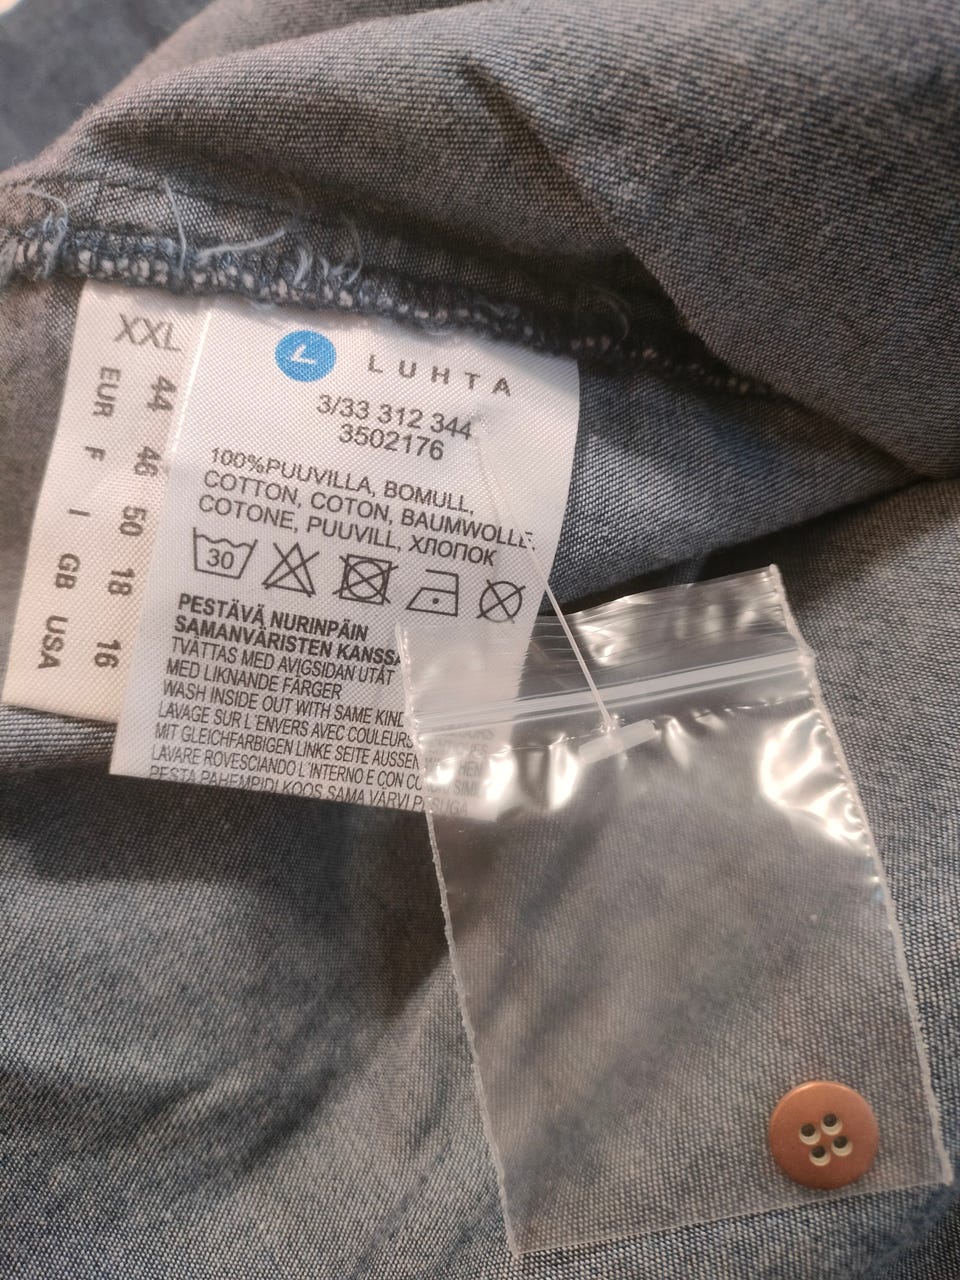 XXL
44 46 50 18 16
EUR F I GB USA
LUHTA
3/33 312 344
3502176
100%PUUVILLA, BOMULL,
COTTON, COTON, BAUMWOLLE,
COTONE, PUUVILL, ХЛОПОК
30
PESTÄVÄ NURINPÄIN
SAMANVÄRISTEN KANSSA
TVÄTTAS MED AVIGSIDAN UTÅT
MED LIKNANDE FÄRGER
WASH INSIDE OUT WITH SAME KIND
LAVAGE SUR L'ENVERS AVEC COULEURS
MIT GLEICHFARBIGEN LINKE SEITE AUSSEN
LAVARE ROVESCIANDO L'INTERNO E CON
PESTA PAHEMPIDI KOOS SAMA VÄRVI PESUGA